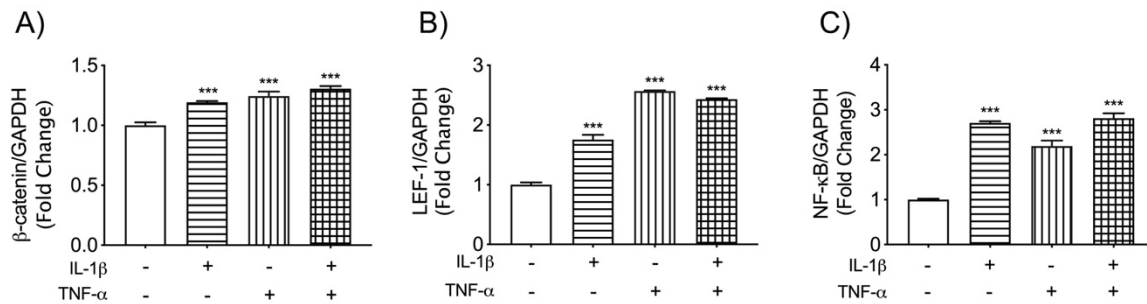 A)
β-catenin/GAPDH
(Fold Change)
1.5
1.0
0.5
0.0
***
***
***
IL-1β - + - +
TNF-α - - + +
B)
LEF-1/GAPDH
(Fold Change)
3
2
1
0
***
***
***
IL-1β - + - +
TNF-α - - + +
C)
NF-κB/GAPDH
(Fold Change)
4
3
2
1
0
***
***
***
IL-1β - + - +
TNF-α - - + +